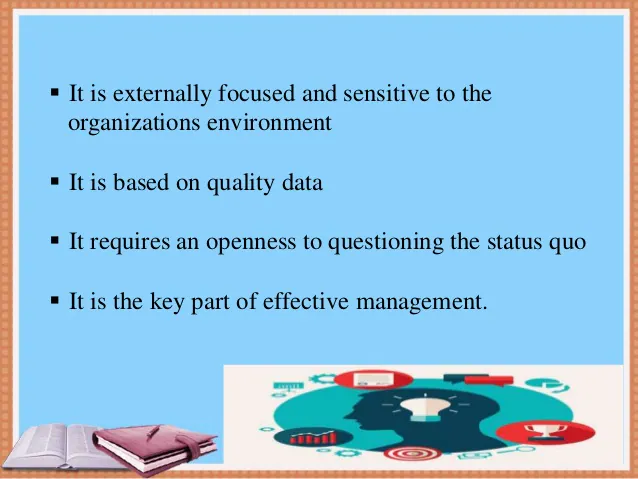 ▪ It is externally focused and sensitive to the
organizations environment
▪ It is based on quality data
▪ It requires an openness to questioning the status quo
▪ It is the key part of effective management.